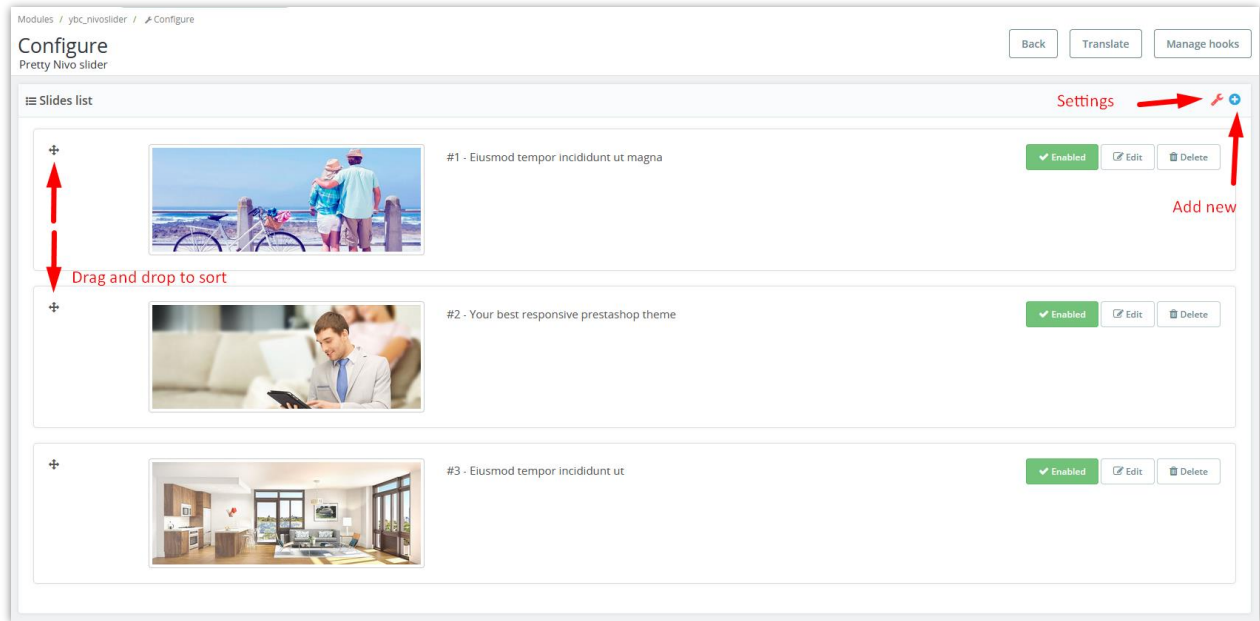 Modules / ybc_nivoslider / Configure
Configure
Pretty Nivo slider
Back
Translate
Manage hooks
Slides list
Settings
#1 - Eiusmod tempor incididunt ut magna
Enabled
Edit
Delete
Add new
Drag and drop to sort
#2 - Your best responsive prestashop theme
Enabled
Edit
Delete
#3 - Eiusmod tempor incididunt ut
Enabled
Edit
Delete